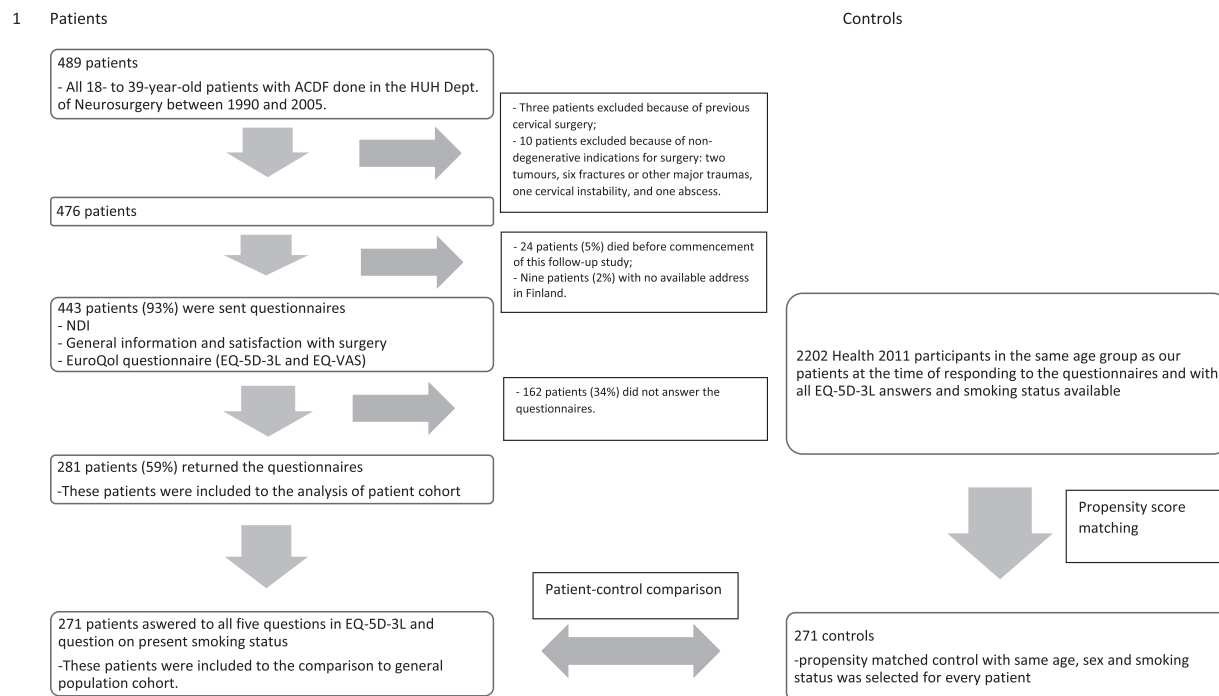 1 Patients
Controls
489 patients
- All 18- to 39-year-old patients with ACDF done in the HUH Dept.
of Neurosurgery between 1990 and 2005.
- Three patients excluded because of previous
cervical surgery;
- 10 patients excluded because of non-
degenerative indications for surgery: two
tumours, six fractures or other major traumas,
one cervical instability, and one abscess.
476 patients
- 24 patients (5%) died before commencement
of this follow-up study;
- Nine patients (2%) with no available address
in Finland.
443 patients (93%) were sent questionnaires
- NDI
- General information and satisfaction with surgery
- EuroQol questionnaire (EQ-5D-3L and EQ-VAS)
- 162 patients (34%) did not answer the
questionnaires.
281 patients (59%) returned the questionnaires
-These patients were included to the analysis of patient cohort
271 patients aswered to all five questions in EQ-5D-3L and
question on present smoking status
-These patients were included to the comparison to general
population cohort.
Patient-control comparison
2202 Health 2011 participants in the same age group as our
patients at the time of responding to the questionnaires and with
all EQ-5D-3L answers and smoking status available
Propensity score
matching
271 controls
-propensity matched control with same age, sex and smoking
status was selected for every patient